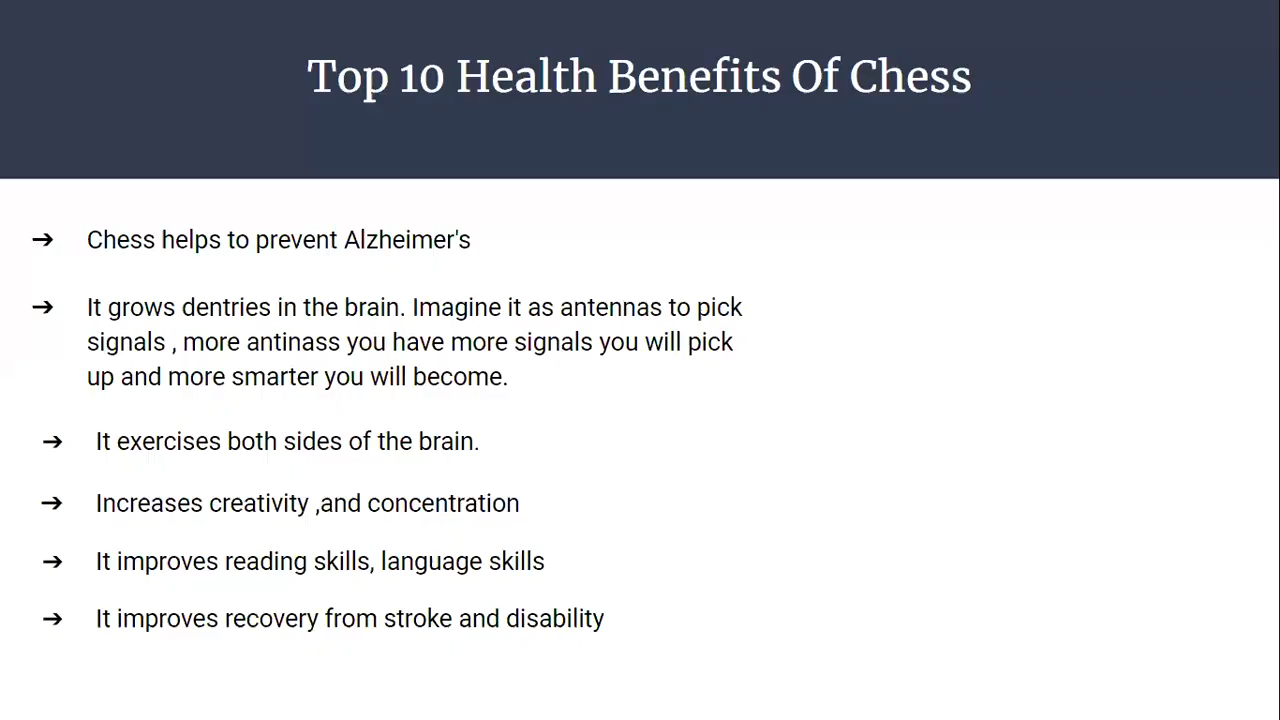 Top 10 Health Benefits Of Chess
➔ Chess helps to prevent Alzheimer's
➔ It grows dentries in the brain. Imagine it as antennas to pick
signals , more antinass you have more signals you will pick
up and more smarter you will become.
➔ It exercises both sides of the brain.
➔ Increases creativity ,and concentration
➔ It improves reading skills, language skills
➔ It improves recovery from stroke and disability